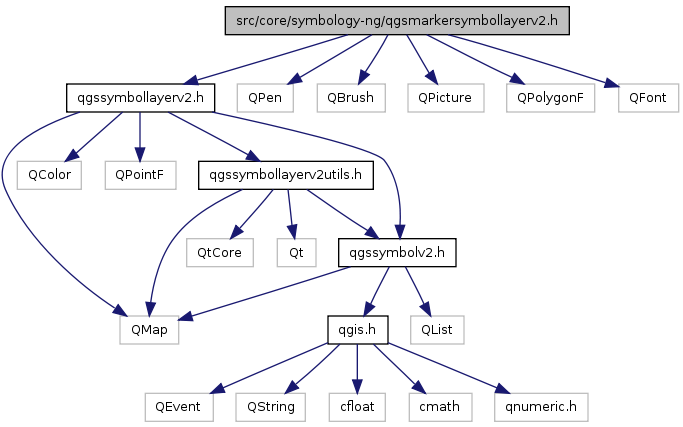 src/core/symbology-ng/qgsmarkersymbollayerv2.h
qgssymbollayerv2.h
QPen
QBrush
QPicture
QPolygonF
QFont
QColor
QPointF
qgssymbollayerv2utils.h
QtCore
Qt
qgssymbolv2.h
QMap
qgis.h
QList
QEvent
QString
cfloat
cmath
qnumeric.h